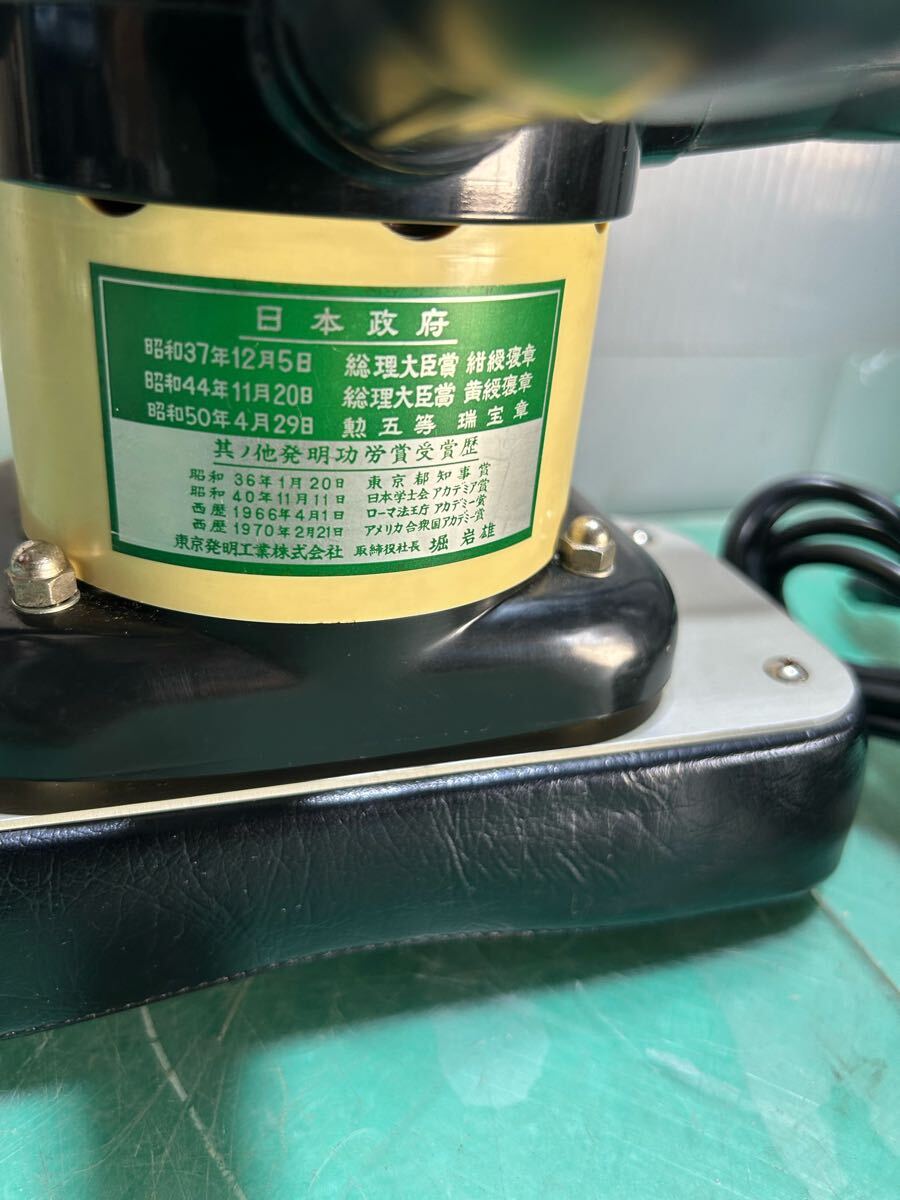 日本政府
昭和37年12月5日 総理大臣賞 紺綬褒章
昭和44年11月20日 総理大臣賞 黄綬褒章
昭和50年4月29日 勲五等 瑞宝章
其ノ他発明功労賞受賞歴
昭和 36年1月20日 東京都知事賞
昭和 40年11月11日 日本学士会 アカデミア賞
西歴1966年4月1日 ローマ法王庁 アカデミー賞
西歴1970年2月21日 アメリカ合衆国アカデミー賞
東京発明工業株式会社 取締役社長 堀 岩雄